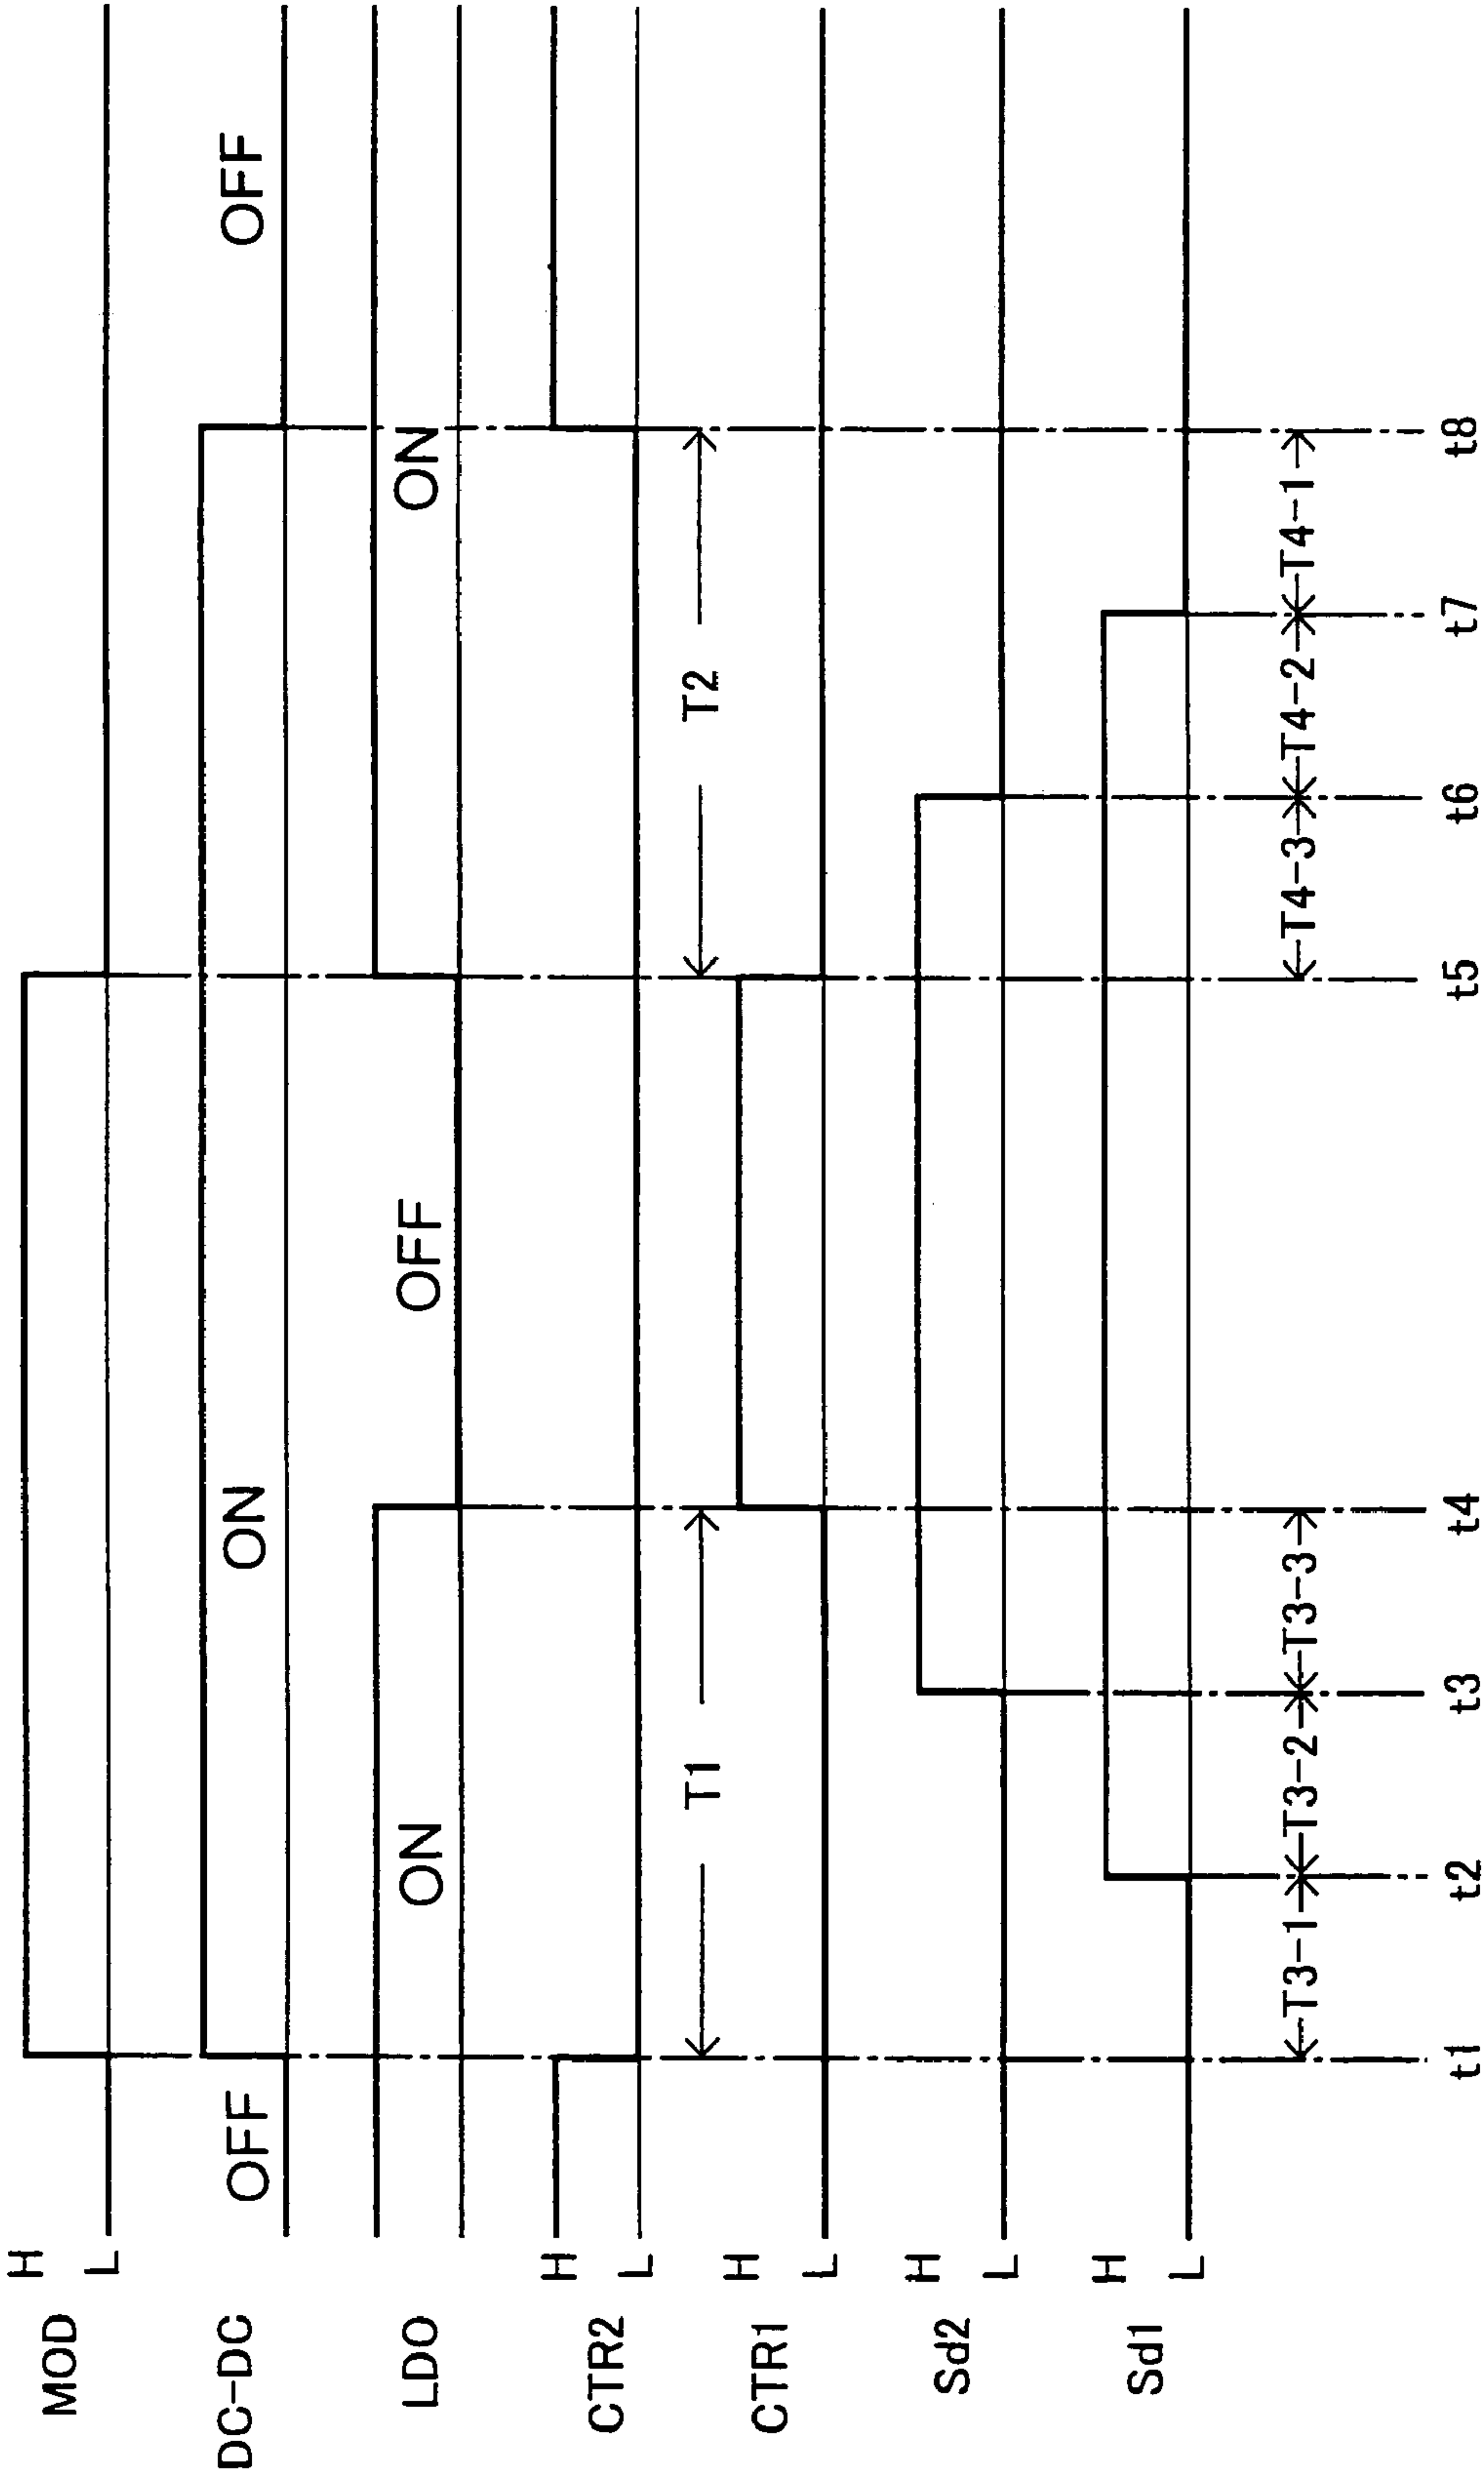 MOD H L
DC-DC OFF ON OFF
LDO ON OFF ON
CTR2 H L
T1 T2
CTR1 H L
Sd2 H L
Sd1 H L
T3-1 T3-2 T3-3 T4-3 T4-2 T4-1
t1 t2 t3 t4 t5 t6 t7 t8